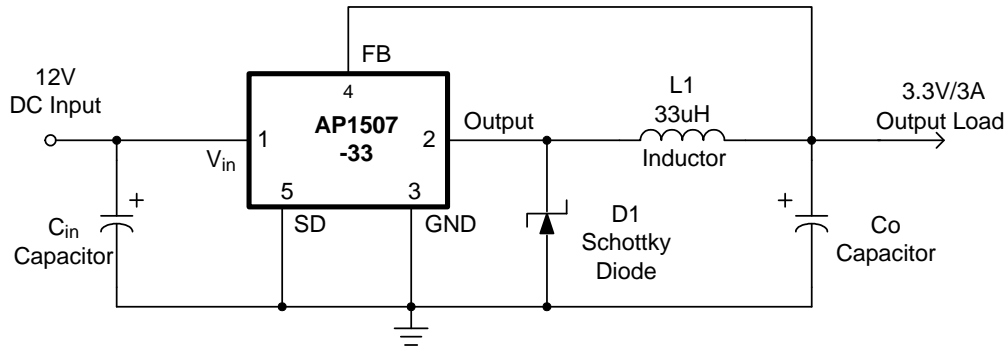 FB
12V
DC Input
4
AP1507
-33
1
2
Vin
Output
L1
33uH
Inductor
3.3V/3A
Output Load
5
3
SD
GND
+
Cin
Capacitor
D1
Schottky
Diode
+
Co
Capacitor